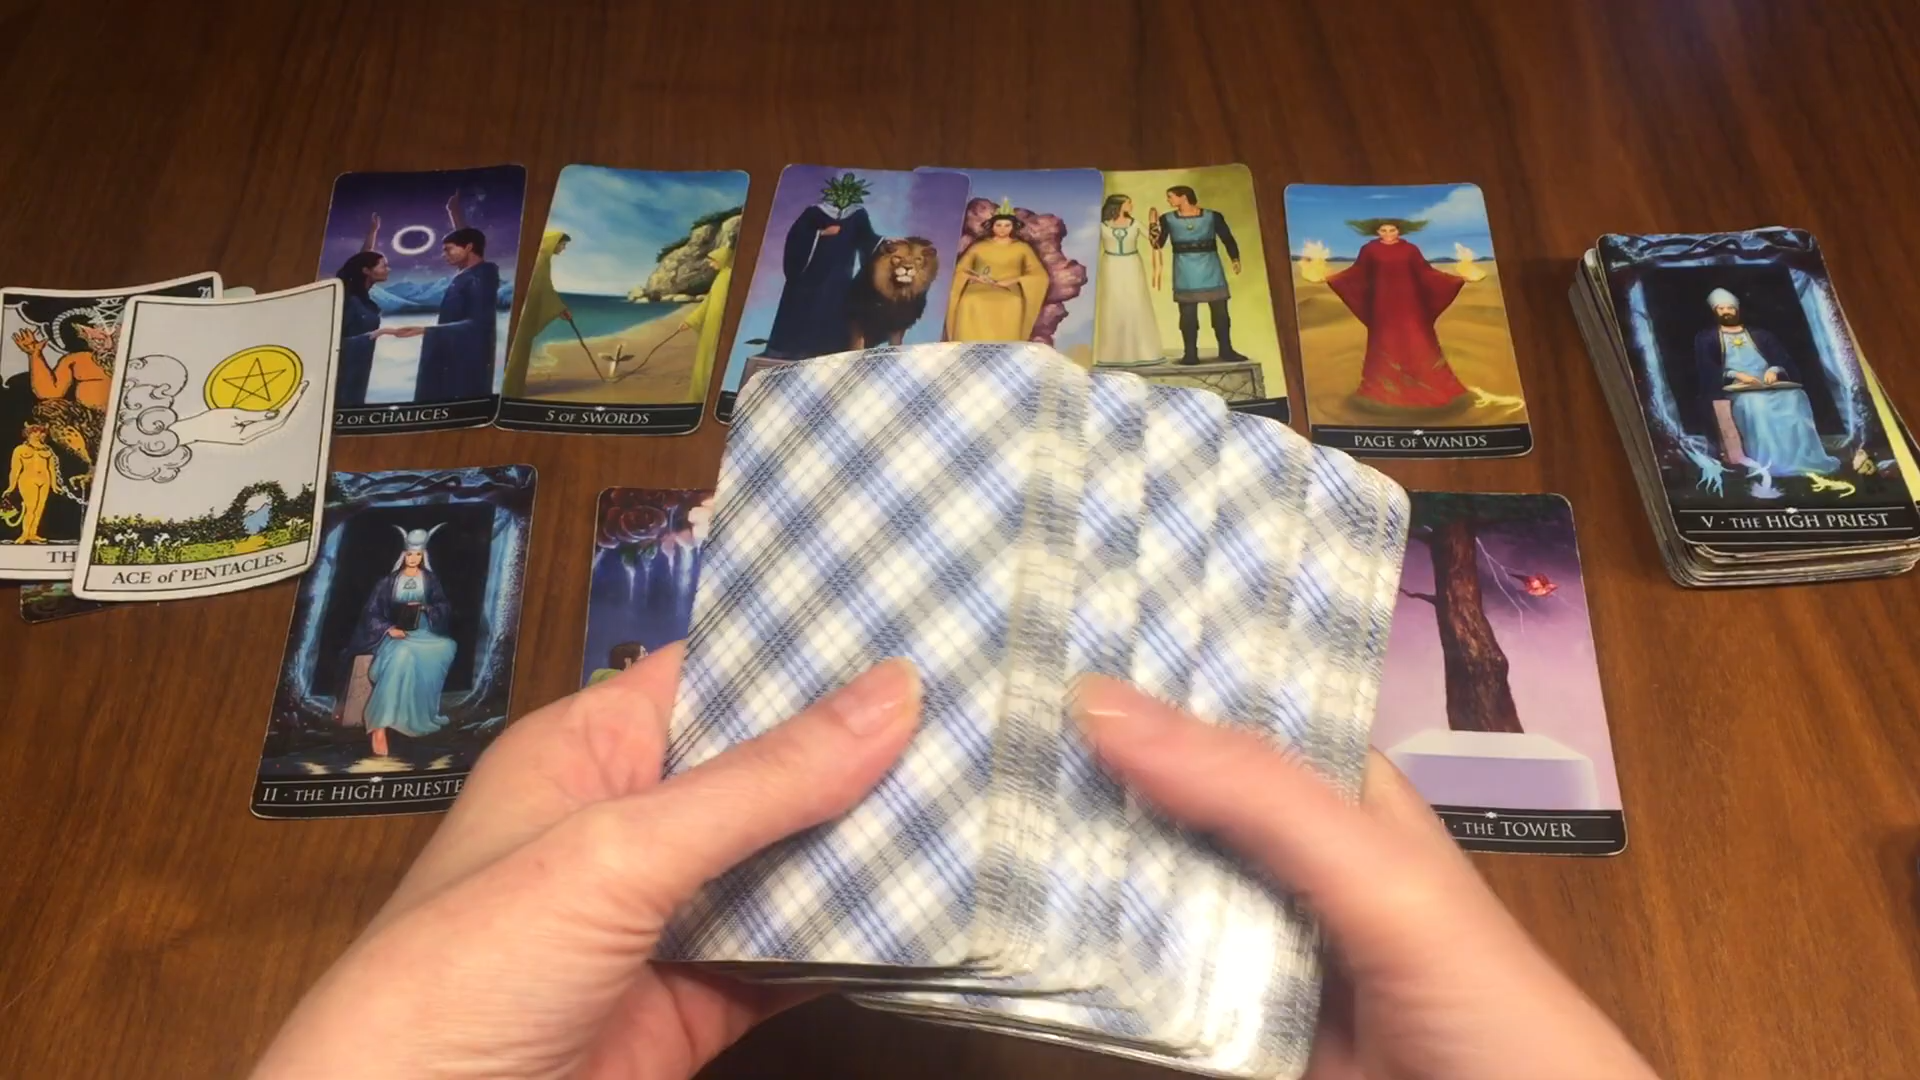 2 OF CHALICES
5 OF SWORDS
PAGE OF WANDS
V · THE HIGH PRIEST
TH
ACE of PENTACLES.
II · THE HIGH PRIESTE
· THE TOWER